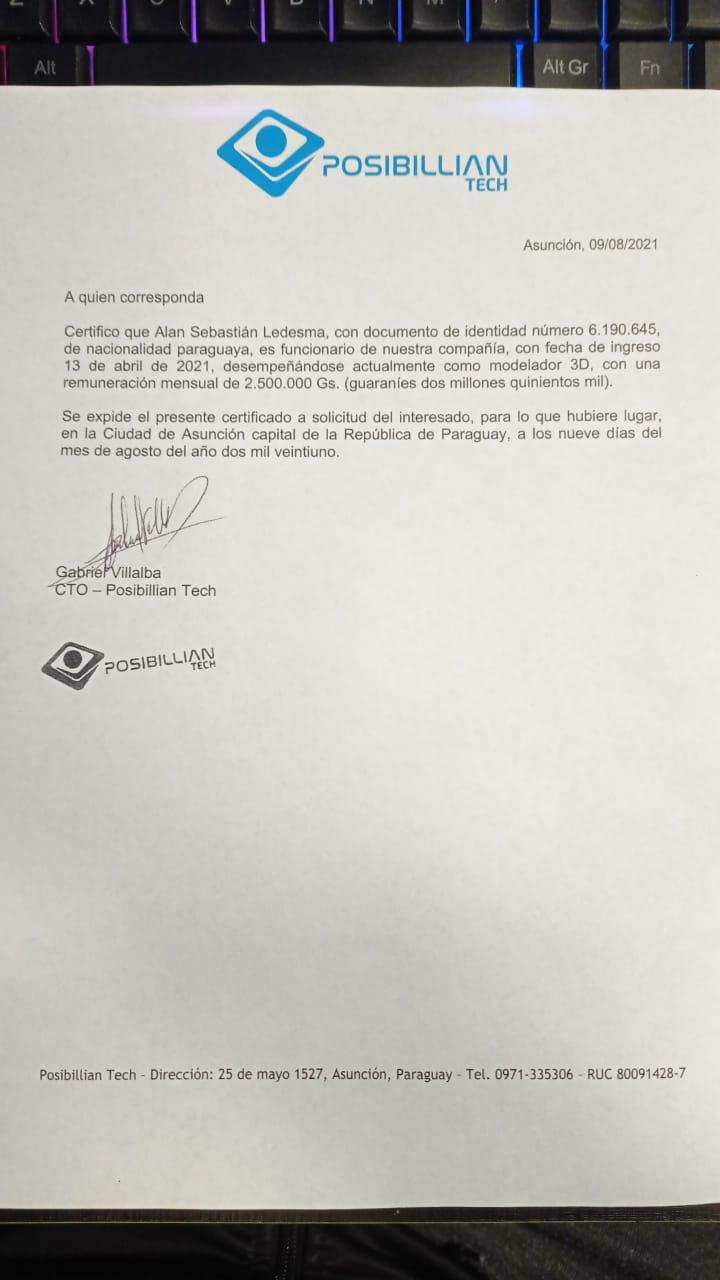 Alt
Alt Gr
Fn
POSIBILLIAN
TECH
Asunción, 09/08/2021
A quien corresponda
Certifico que Alan Sebastián Ledesma, con documento de identidad número 6.190.645,
de nacionalidad paraguaya, es funcionario de nuestra compañía, con fecha de ingreso
13 de abril de 2021, desempeñándose actualmente como modelador 3D, con una
remuneración mensual de 2.500.000 Gs. (guaraníes dos millones quinientos mil).
Se expide el presente certificado a solicitud del interesado, para lo que hubiere lugar,
en la Ciudad de Asunción capital de la República de Paraguay, a los nueve días del
mes de agosto del año dos mil veintiuno.
Gabriel Villalba
CTO – Posibillian Tech
POSIBILLIAN
TECH
Posibillian Tech - Dirección: 25 de mayo 1527, Asunción, Paraguay - Tel. 0971-335306 - RUC 80091428-7